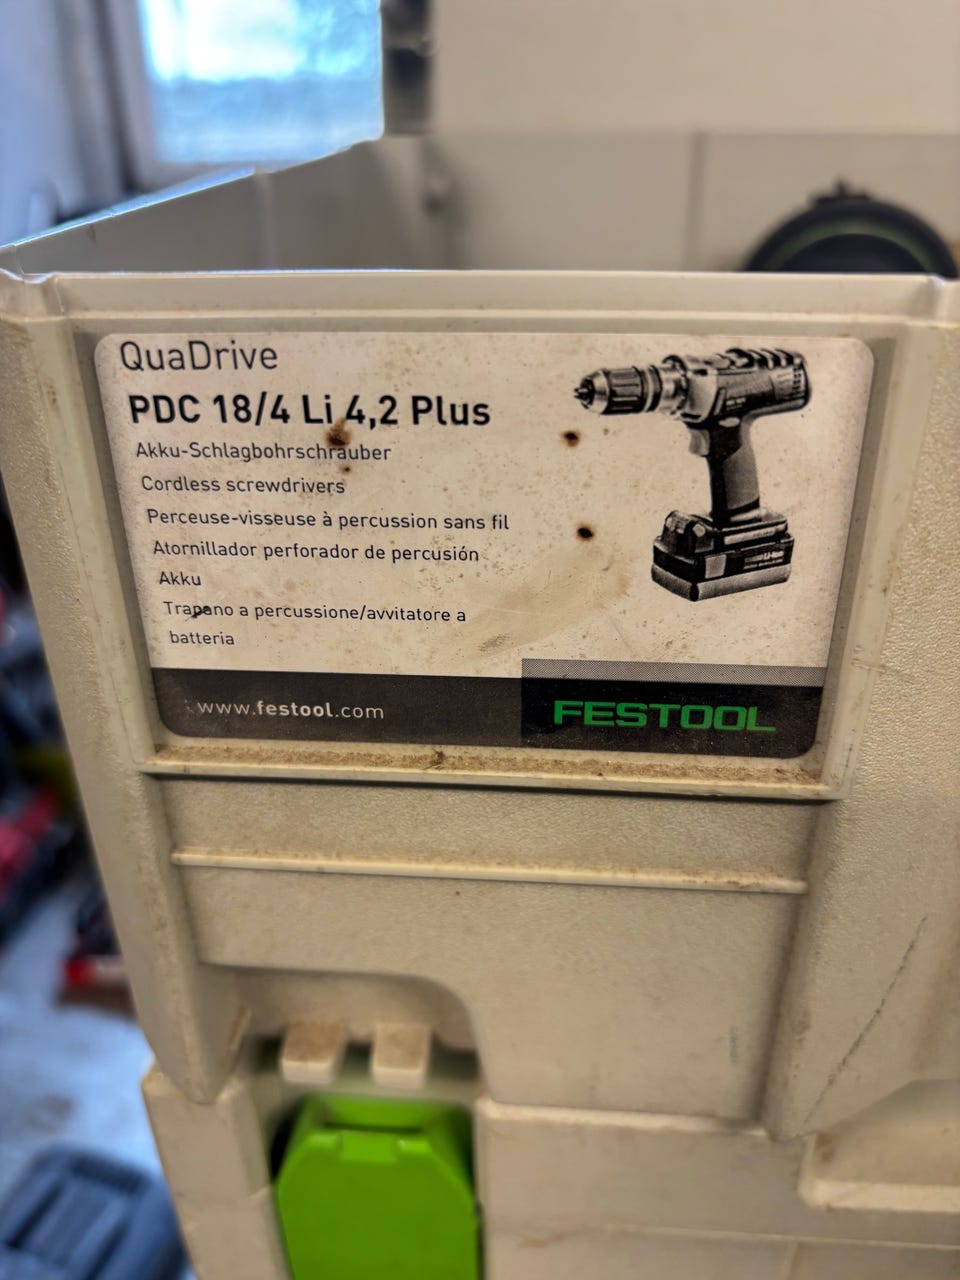 QuaDrive
PDC 18/4 Li 4,2 Plus
Akku-Schlagbohrschrauber
Cordless screwdrivers
Perceuse-visseuse à percussion sans fil
Atornillador perforador de percusión
Akku
Trapano a percussione/avvitatore a
batteria
www.festool.com
FESTOOL